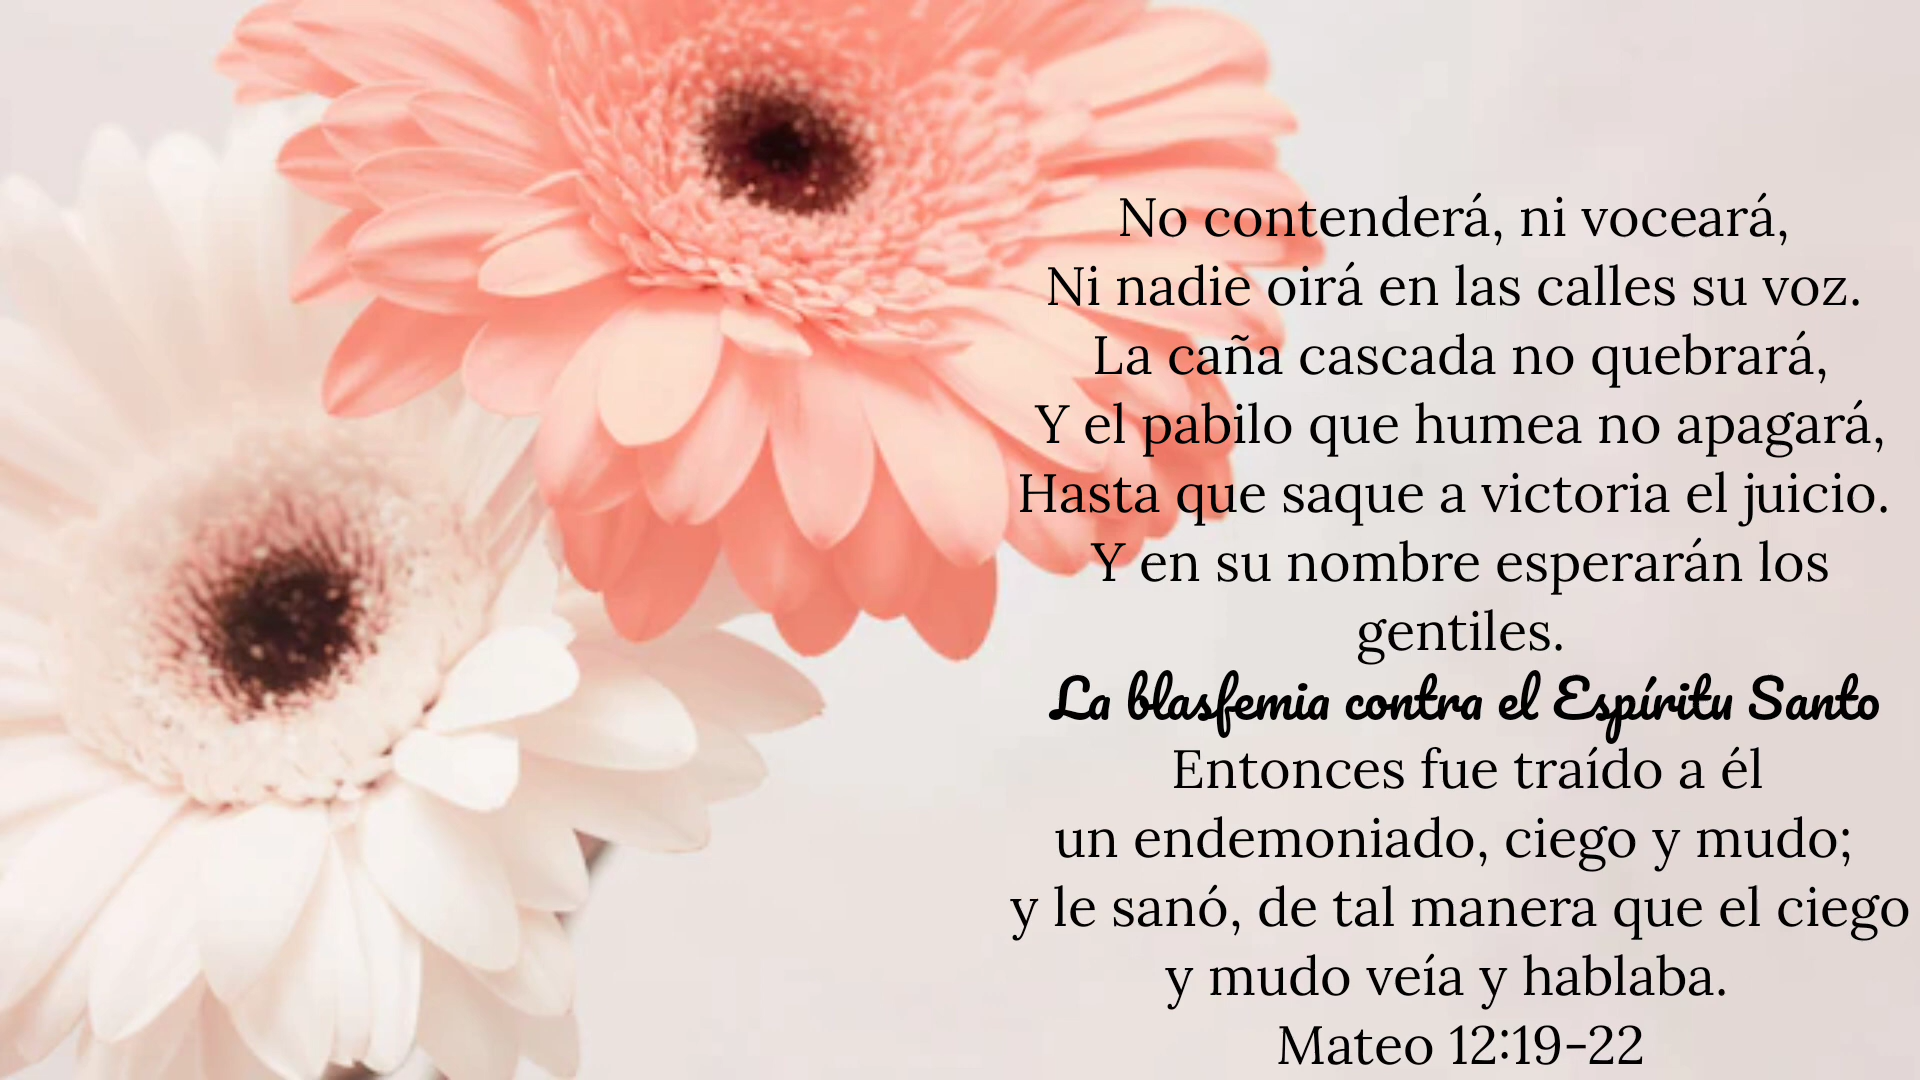 No contenderá, ni voceará,
Ni nadie oirá en las calles su voz.
La caña cascada no quebrará,
Y el pabilo que humea no apagará,
Hasta que saque a victoria el juicio.
Y en su nombre esperarán los
gentiles.
La blasfemia contra el Espíritu Santo
Entonces fue traído a él
un endemoniado, ciego y mudo;
y le sanó, de tal manera que el ciego
y mudo veía y hablaba.
Mateo 12:19-22